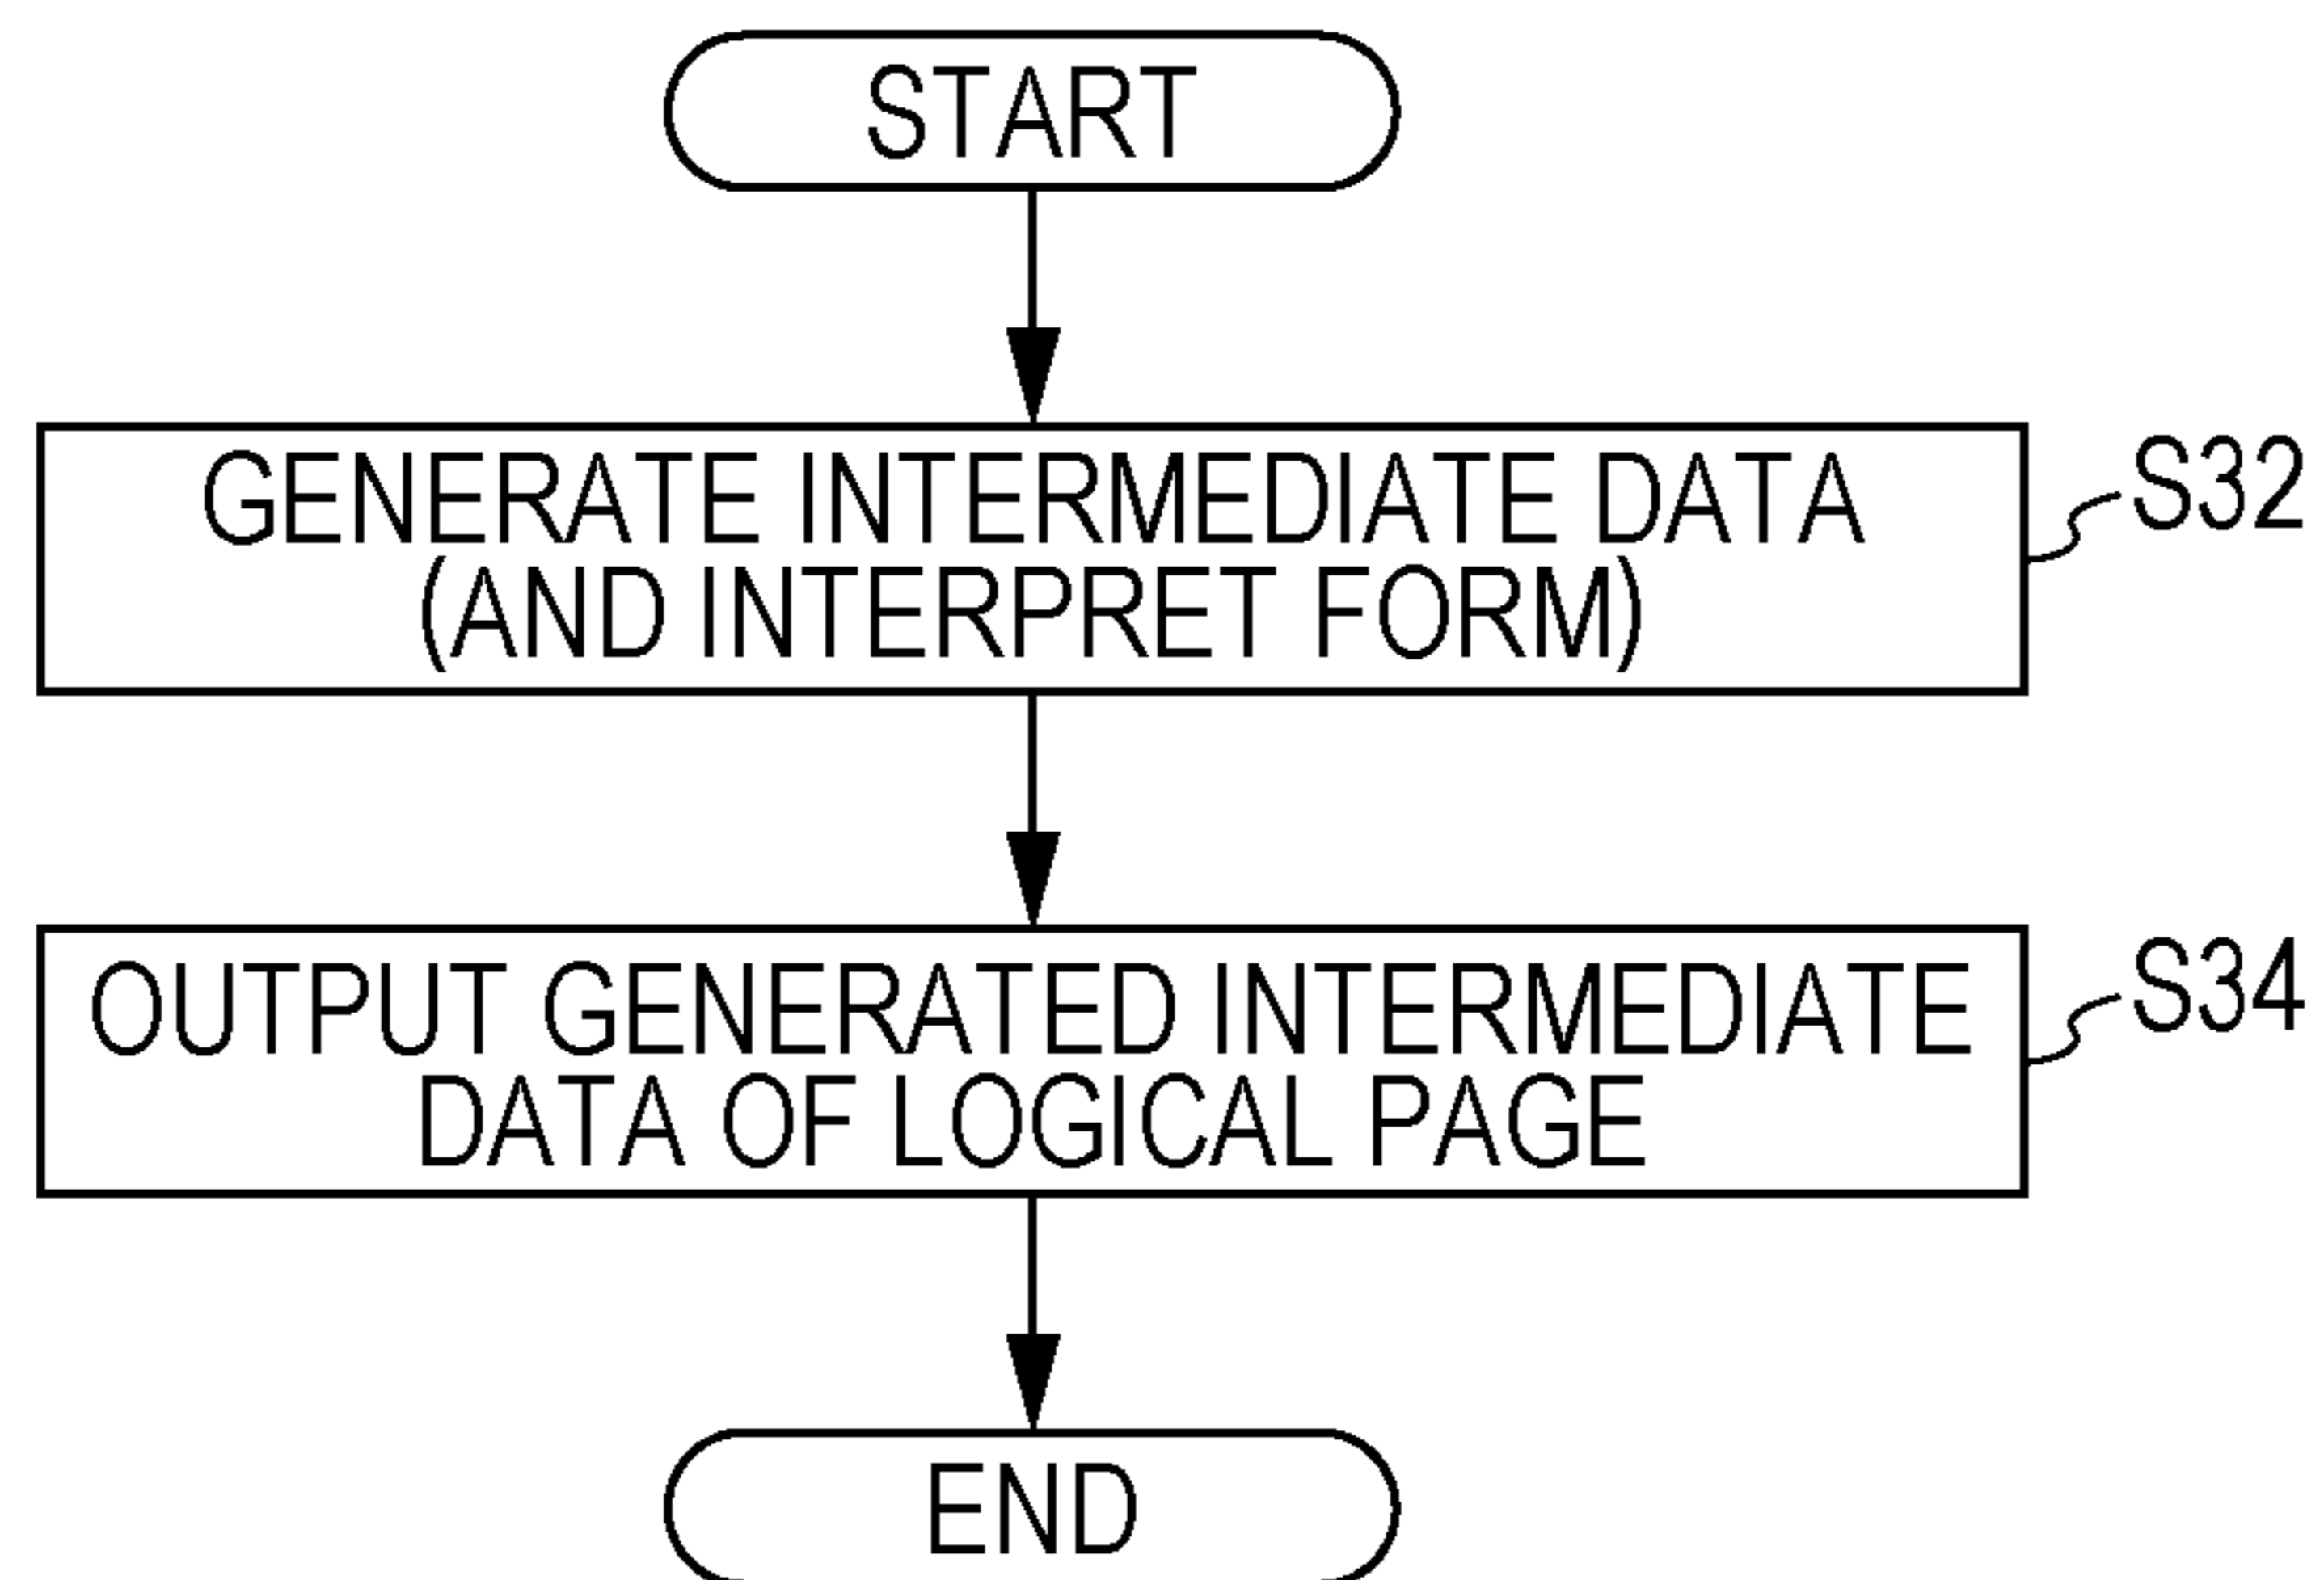 START
GENERATE INTERMEDIATE DATA
(AND INTERPRET FORM)
S32
OUTPUT GENERATED INTERMEDIATE
DATA OF LOGICAL PAGE
S34
END